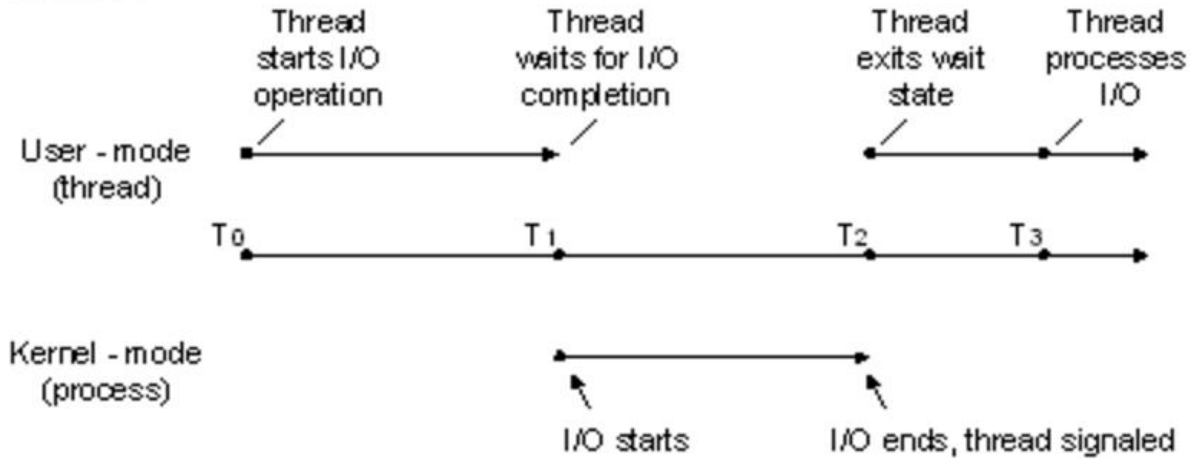 Thread
starts I/O
operation
Thread
waits for I/O
completion
Thread
exits wait
state
Thread
processes
I/O
User - mode
(thread)
T0
T1
T2
T3
Kernel - mode
(process)
I/O starts
I/O ends, thread signaled